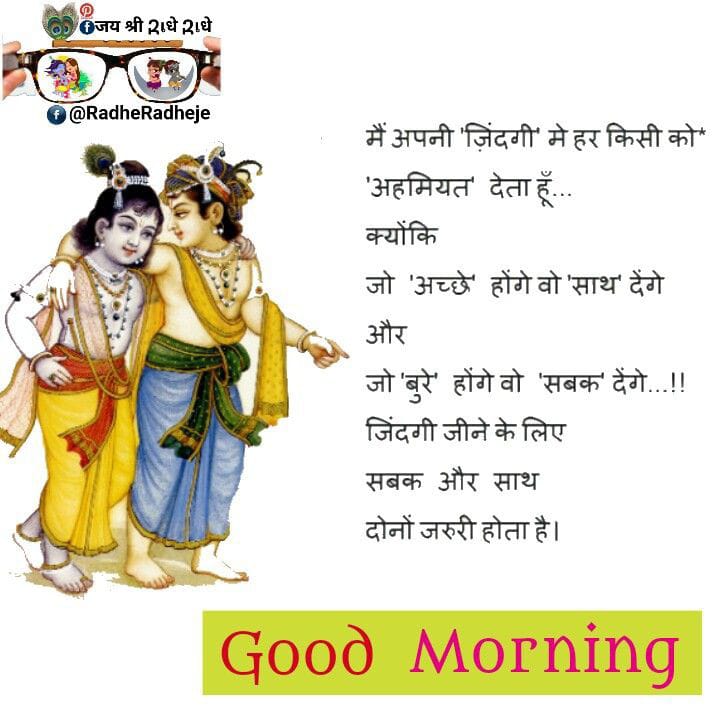 जय श्री राधे राधे
@RadheRadheje
मैं अपनी 'ज़िंदगी' मे हर किसी को*
'अहमियत' देता हूँ...
क्योंकि
जो 'अच्छे' होंगे वो 'साथ' देंगे
और
जो 'बुरे' होंगे वो 'सबक' देंगे...!!
जिंदगी जीने के लिए
सबक और साथ
दोनों जरुरी होता है।
Good Morning